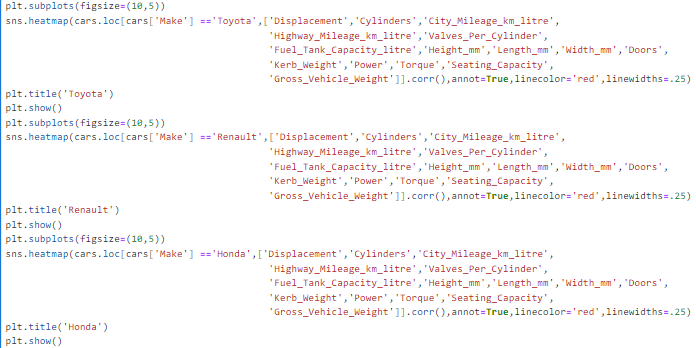 plt.subplots(figsize=(10,5))
sns.heatmap(cars.loc[cars['Make'] =='Toyota',['Displacement','Cylinders','City_Mileage_km_litre',
'Highway_Mileage_km_litre','Valves_Per_Cylinder',
'Fuel_Tank_Capacity_litre','Height_mm','Length_mm','Width_mm','Doors',
'Kerb_Weight','Power','Torque','Seating_Capacity',
'Gross_Vehicle_Weight']].corr(),annot=True,linecolor='red',linewidths=.25)
plt.title('Toyota')
plt.show()
plt.subplots(figsize=(10,5))
sns.heatmap(cars.loc[cars['Make'] =='Renault',['Displacement','Cylinders','City_Mileage_km_litre',
'Highway_Mileage_km_litre','Valves_Per_Cylinder',
'Fuel_Tank_Capacity_litre','Height_mm','Length_mm','Width_mm','Doors',
'Kerb_Weight','Power','Torque','Seating_Capacity',
'Gross_Vehicle_Weight']].corr(),annot=True,linecolor='red',linewidths=.25)
plt.title('Renault')
plt.show()
plt.subplots(figsize=(10,5))
sns.heatmap(cars.loc[cars['Make'] =='Honda',['Displacement','Cylinders','City_Mileage_km_litre',
'Highway_Mileage_km_litre','Valves_Per_Cylinder',
'Fuel_Tank_Capacity_litre','Height_mm','Length_mm','Width_mm','Doors',
'Kerb_Weight','Power','Torque','Seating_Capacity',
'Gross_Vehicle_Weight']].corr(),annot=True,linecolor='red',linewidths=.25)
plt.title('Honda')
plt.show()